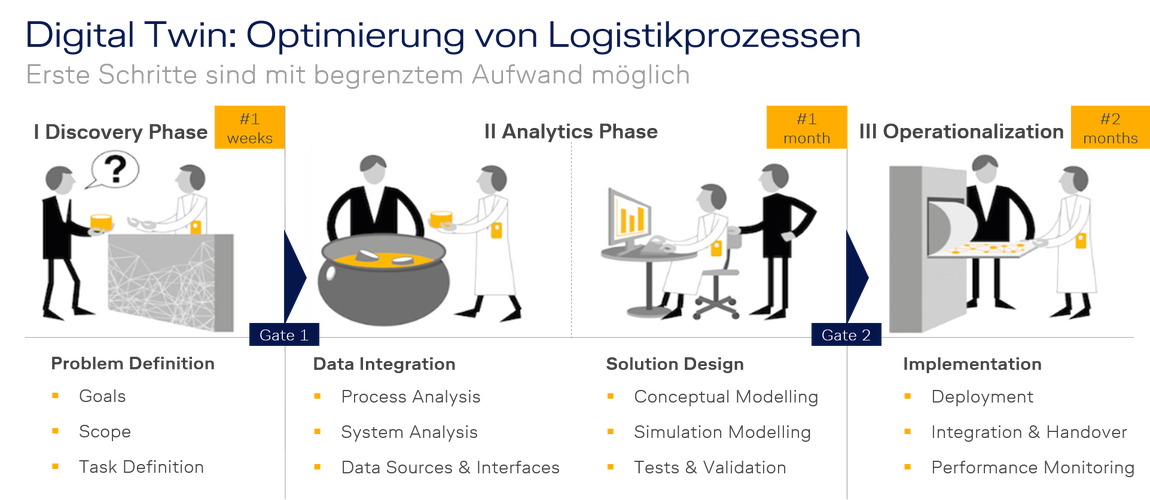 Digital Twin: Optimierung von Logistikprozessen
Erste Schritte sind mit begrenztem Aufwand möglich
I Discovery Phase
#1
weeks
II Analytics Phase
#1
month
III Operationalization
#2
months
?
Gate 1
Gate 2
Problem Definition
Goals
Scope
Task Definition
Data Integration
Process Analysis
System Analysis
Data Sources & Interfaces
Solution Design
Conceptual Modelling
Simulation Modelling
Tests & Validation
Implementation
Deployment
Integration & Handover
Performance Monitoring